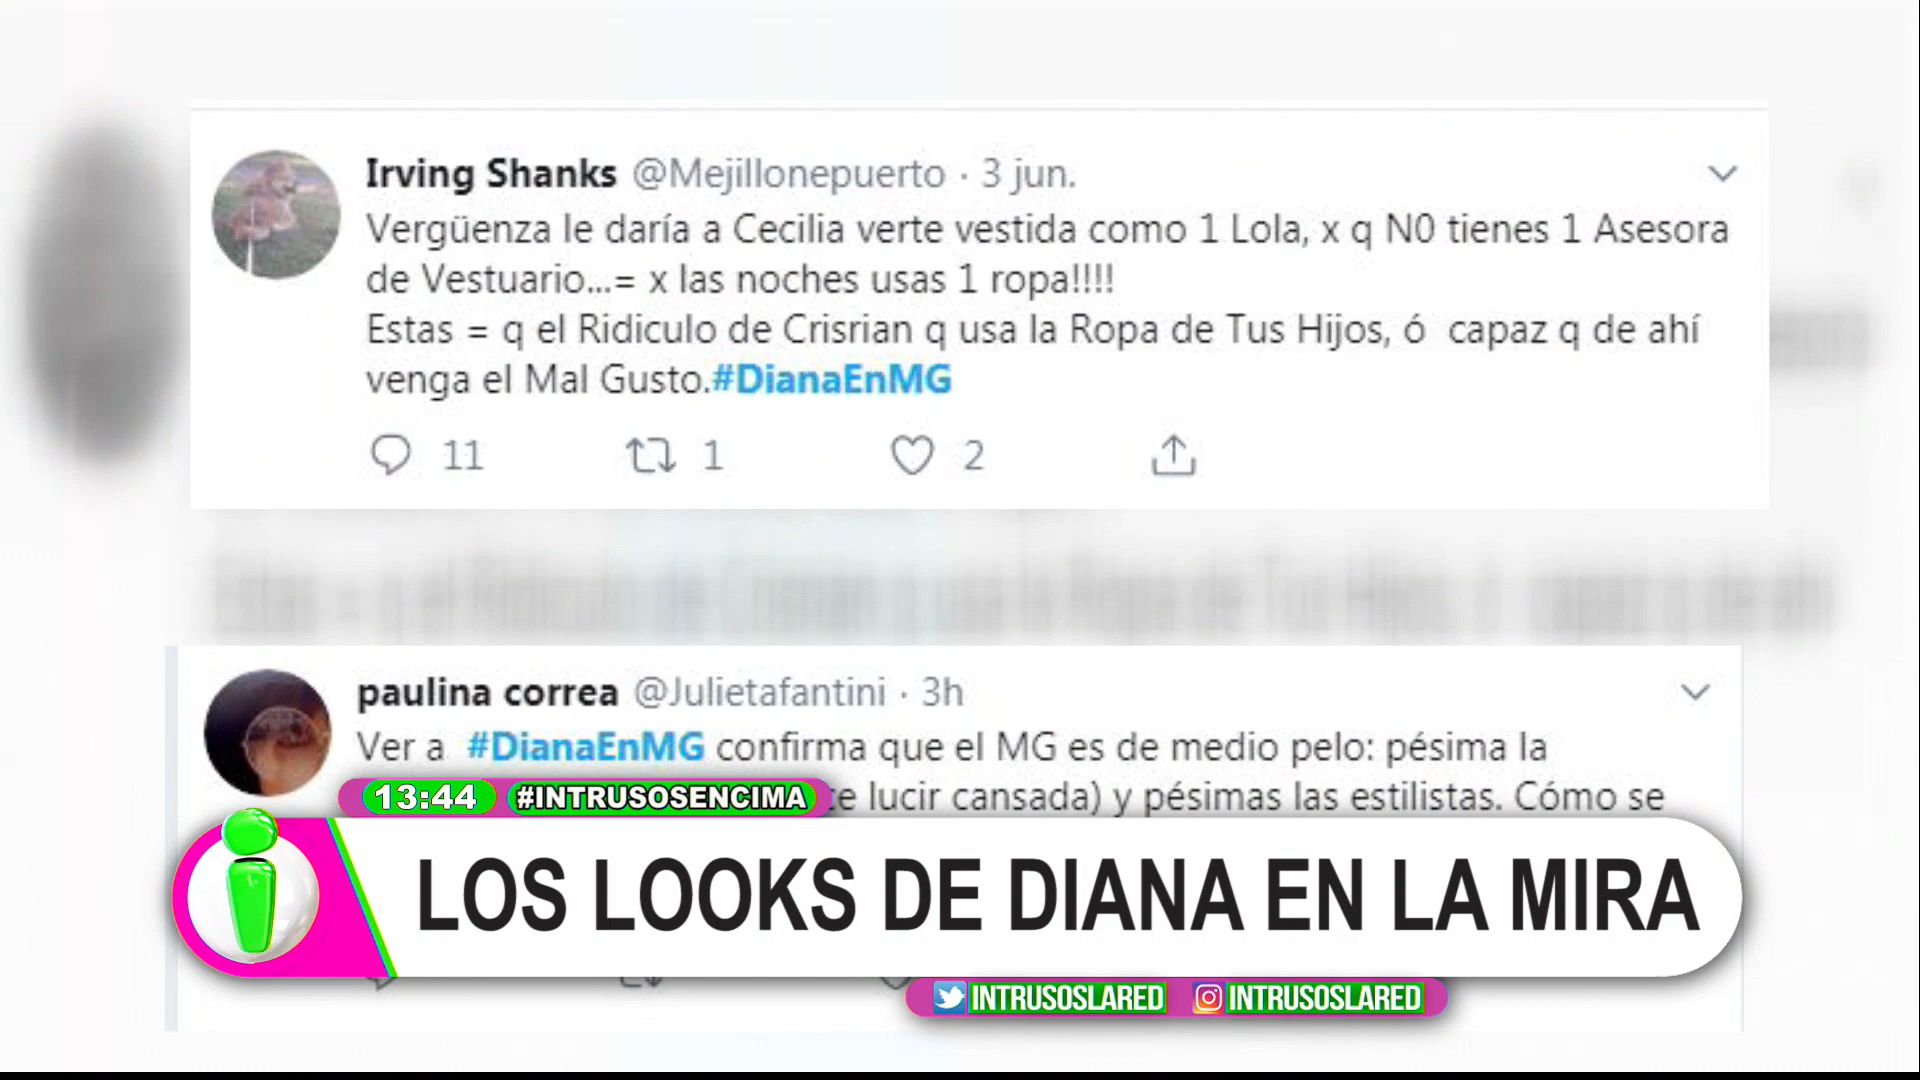 Irving Shanks @Mejillonepuerto · 3 jun.
Vergüenza le daría a Cecilia verte vestida como 1 Lola, x q N0 tienes 1 Asesora
de Vestuario...= x las noches usas 1 ropa!!!!
Estas = q el Ridiculo de Crisrian q usa la Ropa de Tus Hijos, ó capaz q de ahí
venga el Mal Gusto.#DianaEnMG
11 1 2
paulina correa @Julietafantini · 3h
Ver a #DianaEnMG confirma que el MG es de medio pelo: pésima la
lucir cansada) y pésimas las estilistas. Cómo se
13:44 #INTRUSOSENCIMA
LOS LOOKS DE DIANA EN LA MIRA
INTRUSOSLARED INTRUSOSLARED